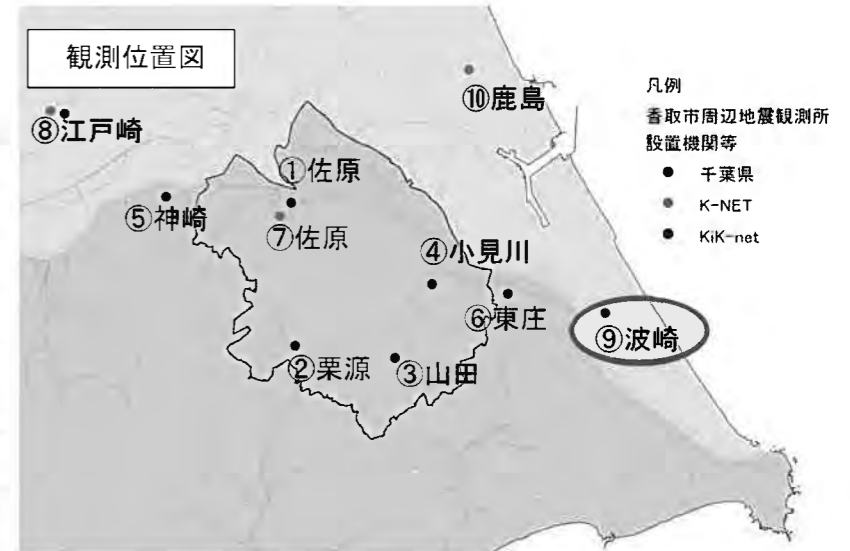 観測位置図
⑩鹿島
⑧江戸崎
①佐原
⑤神崎
⑦佐原
④小見川
⑥東庄
⑨波崎
②栗源
③山田
凡例
香取市周辺地震観測所
設置機関等
千葉県
K-NET
KiK-net